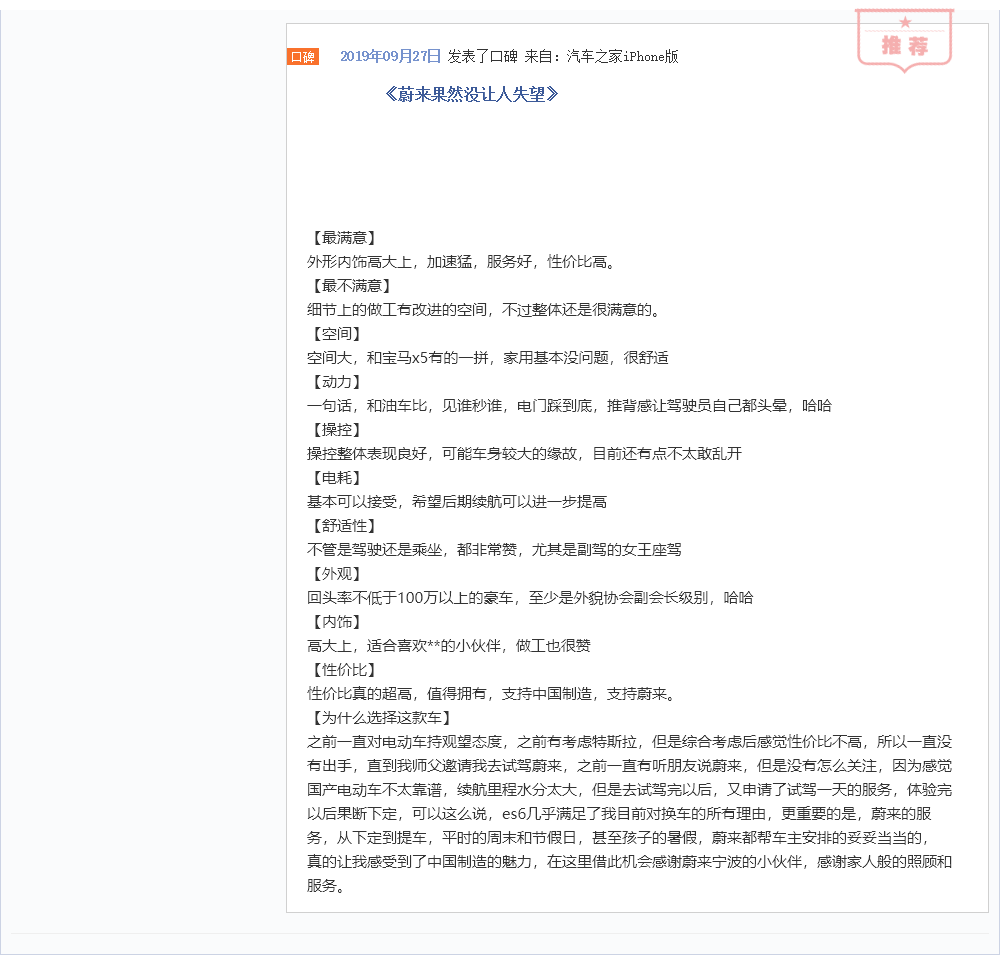 推荐
口碑 2019年09月27日 发表了口碑 来自：汽车之家iPhone版
《蔚来果然没让人失望》
【最满意】
外形内饰高大上，加速猛，服务好，性价比高。
【最不满意】
细节上的做工有改进的空间，不过整体还是很满意的。
【空间】
空间大，和宝马x5有的一拼，家用基本没问题，很舒适
【动力】
一句话，和油车比，见谁秒谁，电门踩到底，推背感让驾驶员自己都头晕，哈哈
【操控】
操控整体表现良好，可能车身较大的缘故，目前还有点不太敢乱开
【电耗】
基本可以接受，希望后期续航可以进一步提高
【舒适性】
不管是驾驶还是乘坐，都非常赞，尤其是副驾的女王座驾
【外观】
回头率不低于100万以上的豪车，至少是外貌协会副会长级别，哈哈
【内饰】
高大上，适合喜欢**的小伙伴，做工也很赞
【性价比】
性价比真的超高，值得拥有，支持中国制造，支持蔚来。
【为什么选择这款车】
之前一直对电动车持观望态度，之前有考虑特斯拉，但是综合考虑后感觉性价比不高，所以一直没
有出手，直到我师父邀请我去试驾蔚来，之前一直有听朋友说蔚来，但是没有怎么关注，因为感觉
国产电动车不太靠谱，续航里程水分太大，但是去试驾完以后，又申请了试驾一天的服务，体验完
以后果断下定，可以这么说，es6几乎满足了我目前对换车的所有理由，更重要的是，蔚来的服
务，从下定到提车，平时的周末和节假日，甚至孩子的暑假，蔚来都帮车主安排的妥妥当当的，
真的让我感受到了中国制造的魅力，在这里借此机会感谢蔚来宁波的小伙伴，感谢家人般的照顾和
服务。